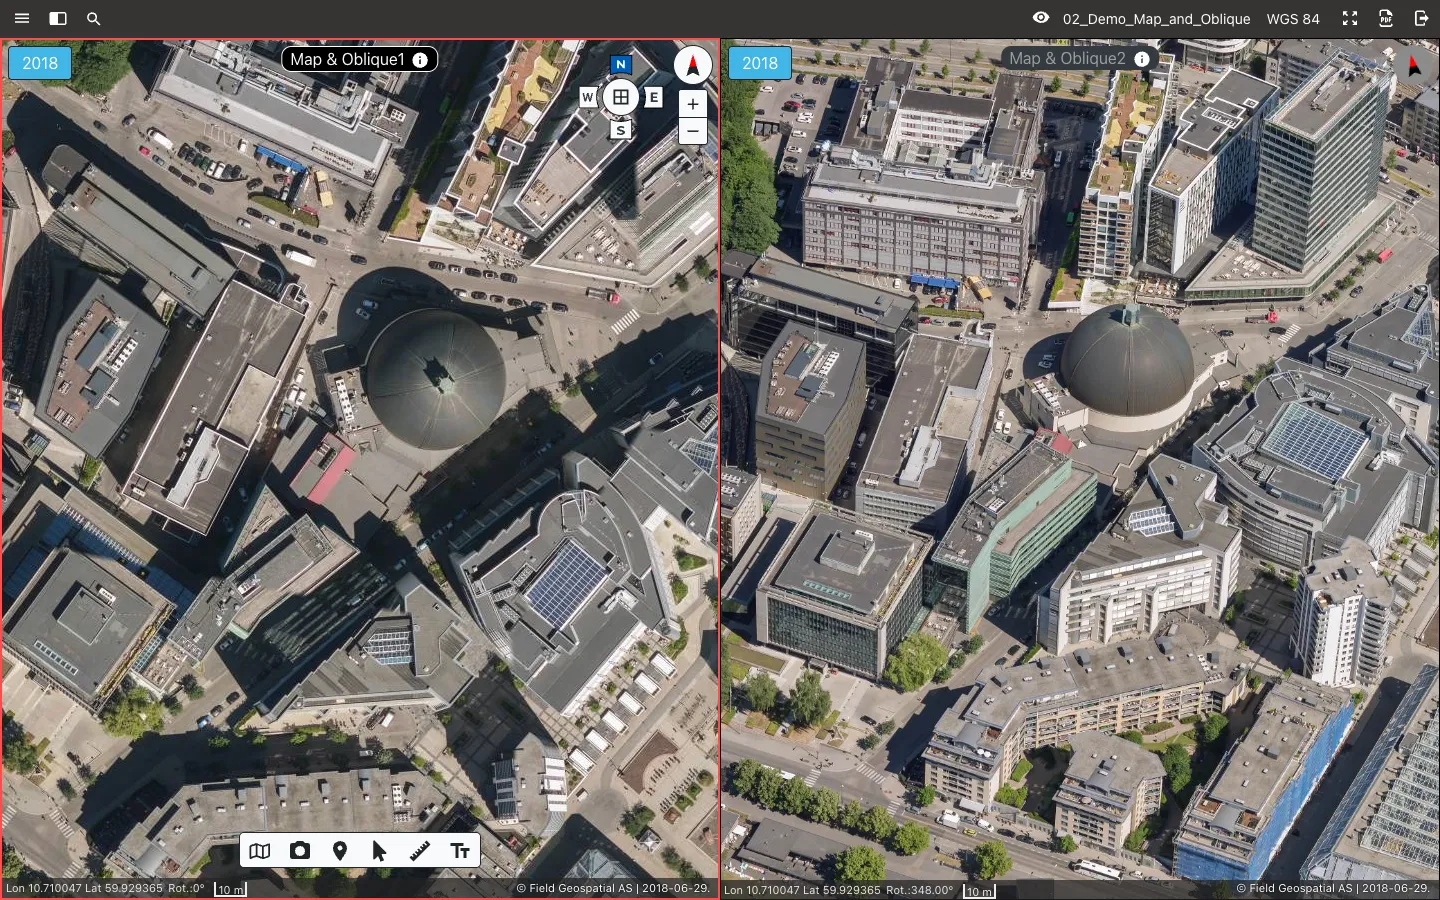 02_Demo_Map_and_Oblique WGS 84
PDF
2018
Map & Oblique1
N
W
E
S
+
−
Tт
Lon 10.710047 Lat 59.929365 Rot.:0° 10 m
© Field Geospatial AS | 2018-06-29.
2018
Map & Oblique2
Lon 10.710047 Lat 59.929365 Rot.:348.00° 10 m
© Field Geospatial AS | 2018-06-29.